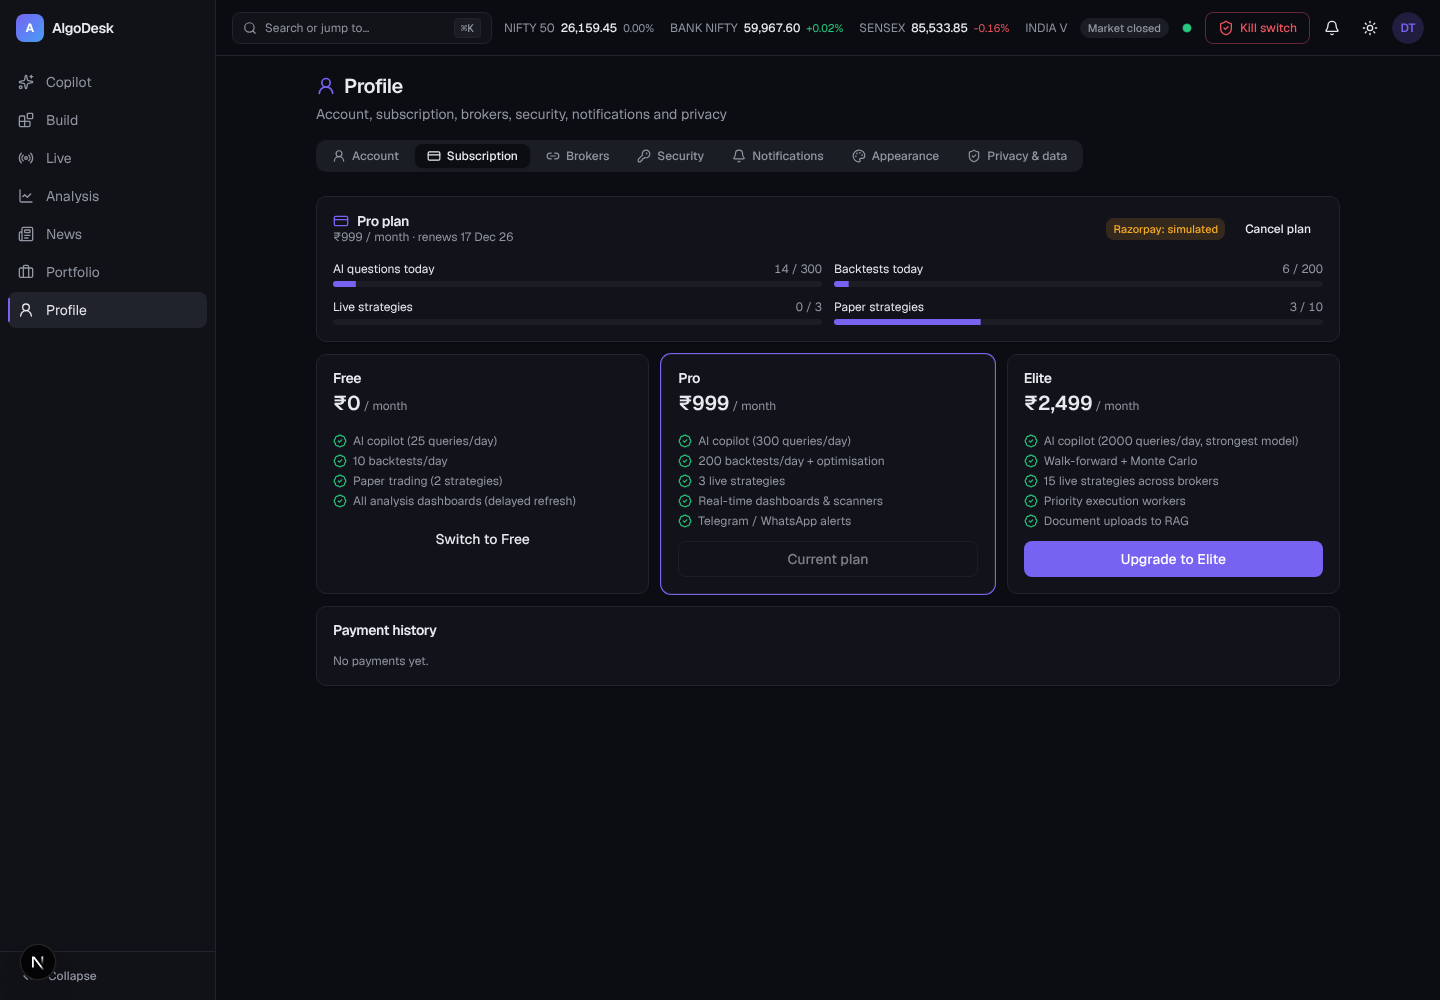 A AlgoDesk
Search or jump to... ⌘K
NIFTY 50 26,159.45 0.00% BANK NIFTY 59,967.60 +0.02% SENSEX 85,533.85 -0.16% INDIA V
Market closed
Kill switch
DT
Copilot
Build
Live
Analysis
News
Portfolio
Profile
Collapse
N
Profile
Account, subscription, brokers, security, notifications and privacy
Account Subscription Brokers Security Notifications Appearance Privacy & data
Pro plan
₹999 / month · renews 17 Dec 26
Razorpay: simulated Cancel plan
AI questions today 14 / 300
Backtests today 6 / 200
Live strategies 0 / 3
Paper strategies 3 / 10
Free
₹0 / month
AI copilot (25 queries/day)
10 backtests/day
Paper trading (2 strategies)
All analysis dashboards (delayed refresh)
Switch to Free
Pro
₹999 / month
AI copilot (300 queries/day)
200 backtests/day + optimisation
3 live strategies
Real-time dashboards & scanners
Telegram / WhatsApp alerts
Current plan
Elite
₹2,499 / month
AI copilot (2000 queries/day, strongest model)
Walk-forward + Monte Carlo
15 live strategies across brokers
Priority execution workers
Document uploads to RAG
Upgrade to Elite
Payment history
No payments yet.